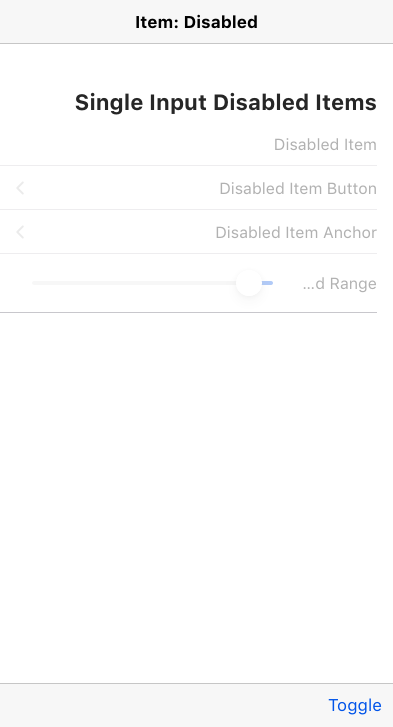 Item: Disabled
Single Input Disabled Items
Disabled Item
Disabled Item Button
Disabled Item Anchor
...d Range
Toggle